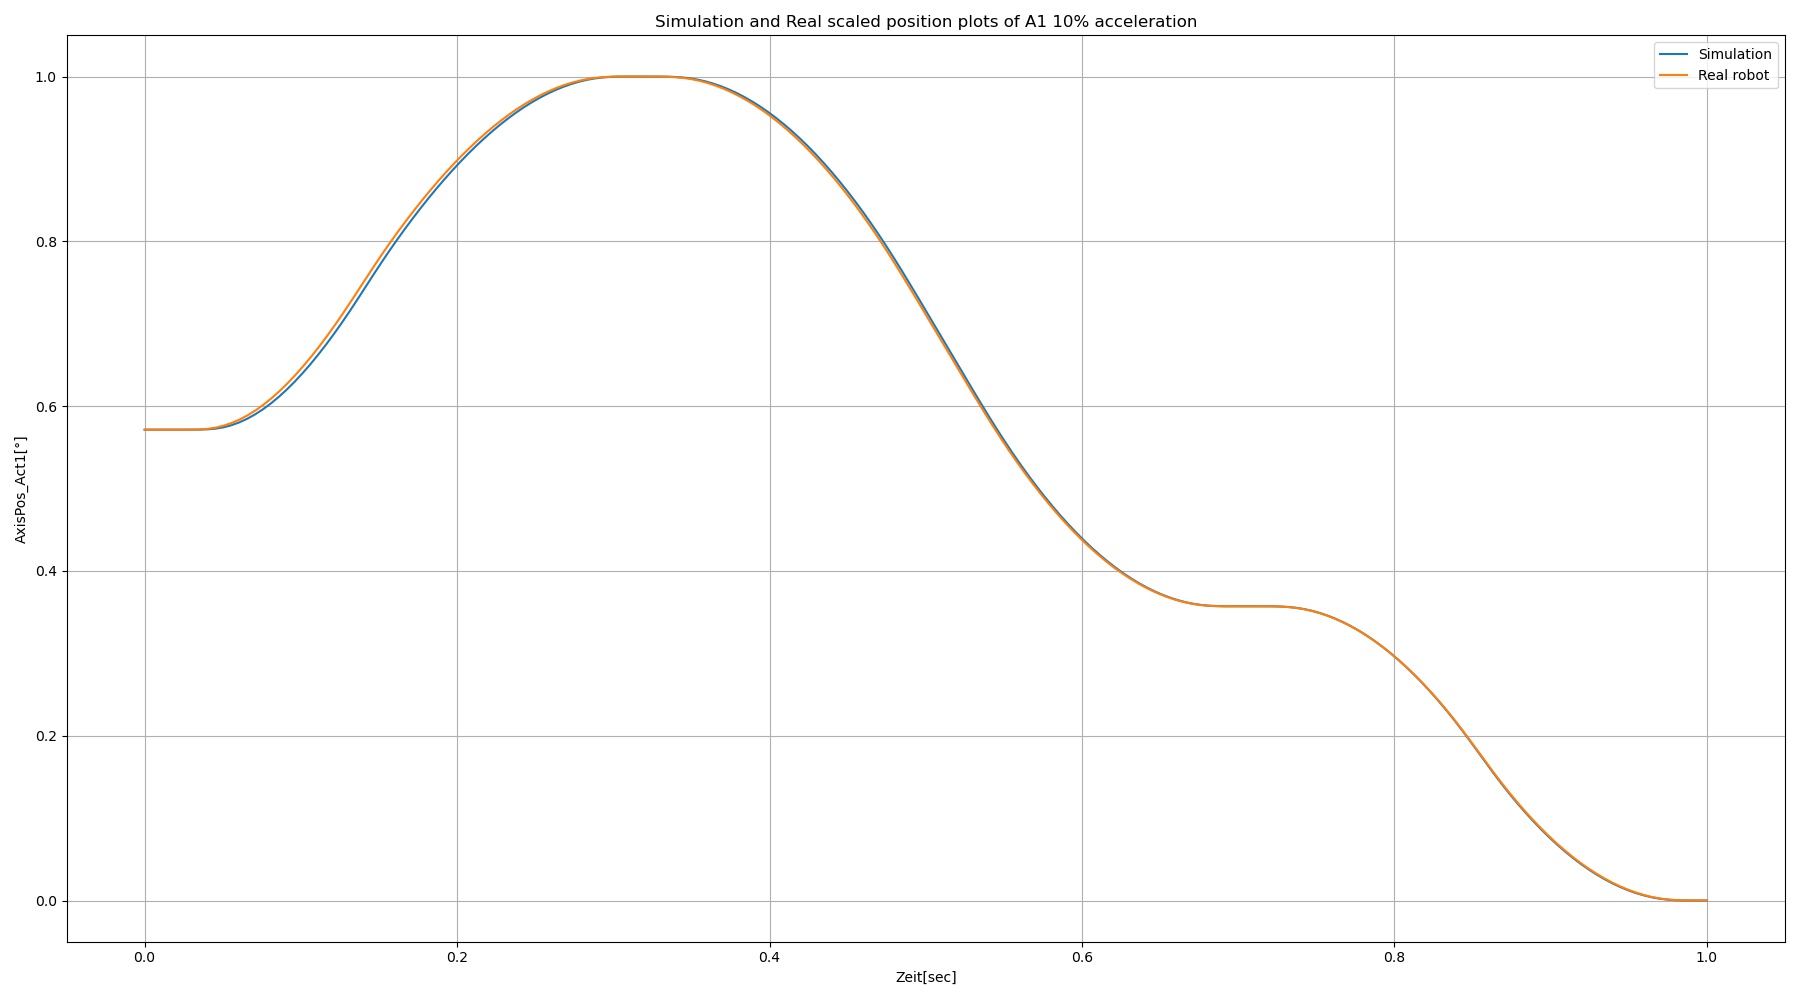 Simulation and Real scaled position plots of A1 10% acceleration
Simulation
Real robot
1.0
0.8
0.6
0.4
0.2
0.0
AxisPos_Act1[°]
0.0 0.2 0.4 0.6 0.8 1.0
Zeit[sec]